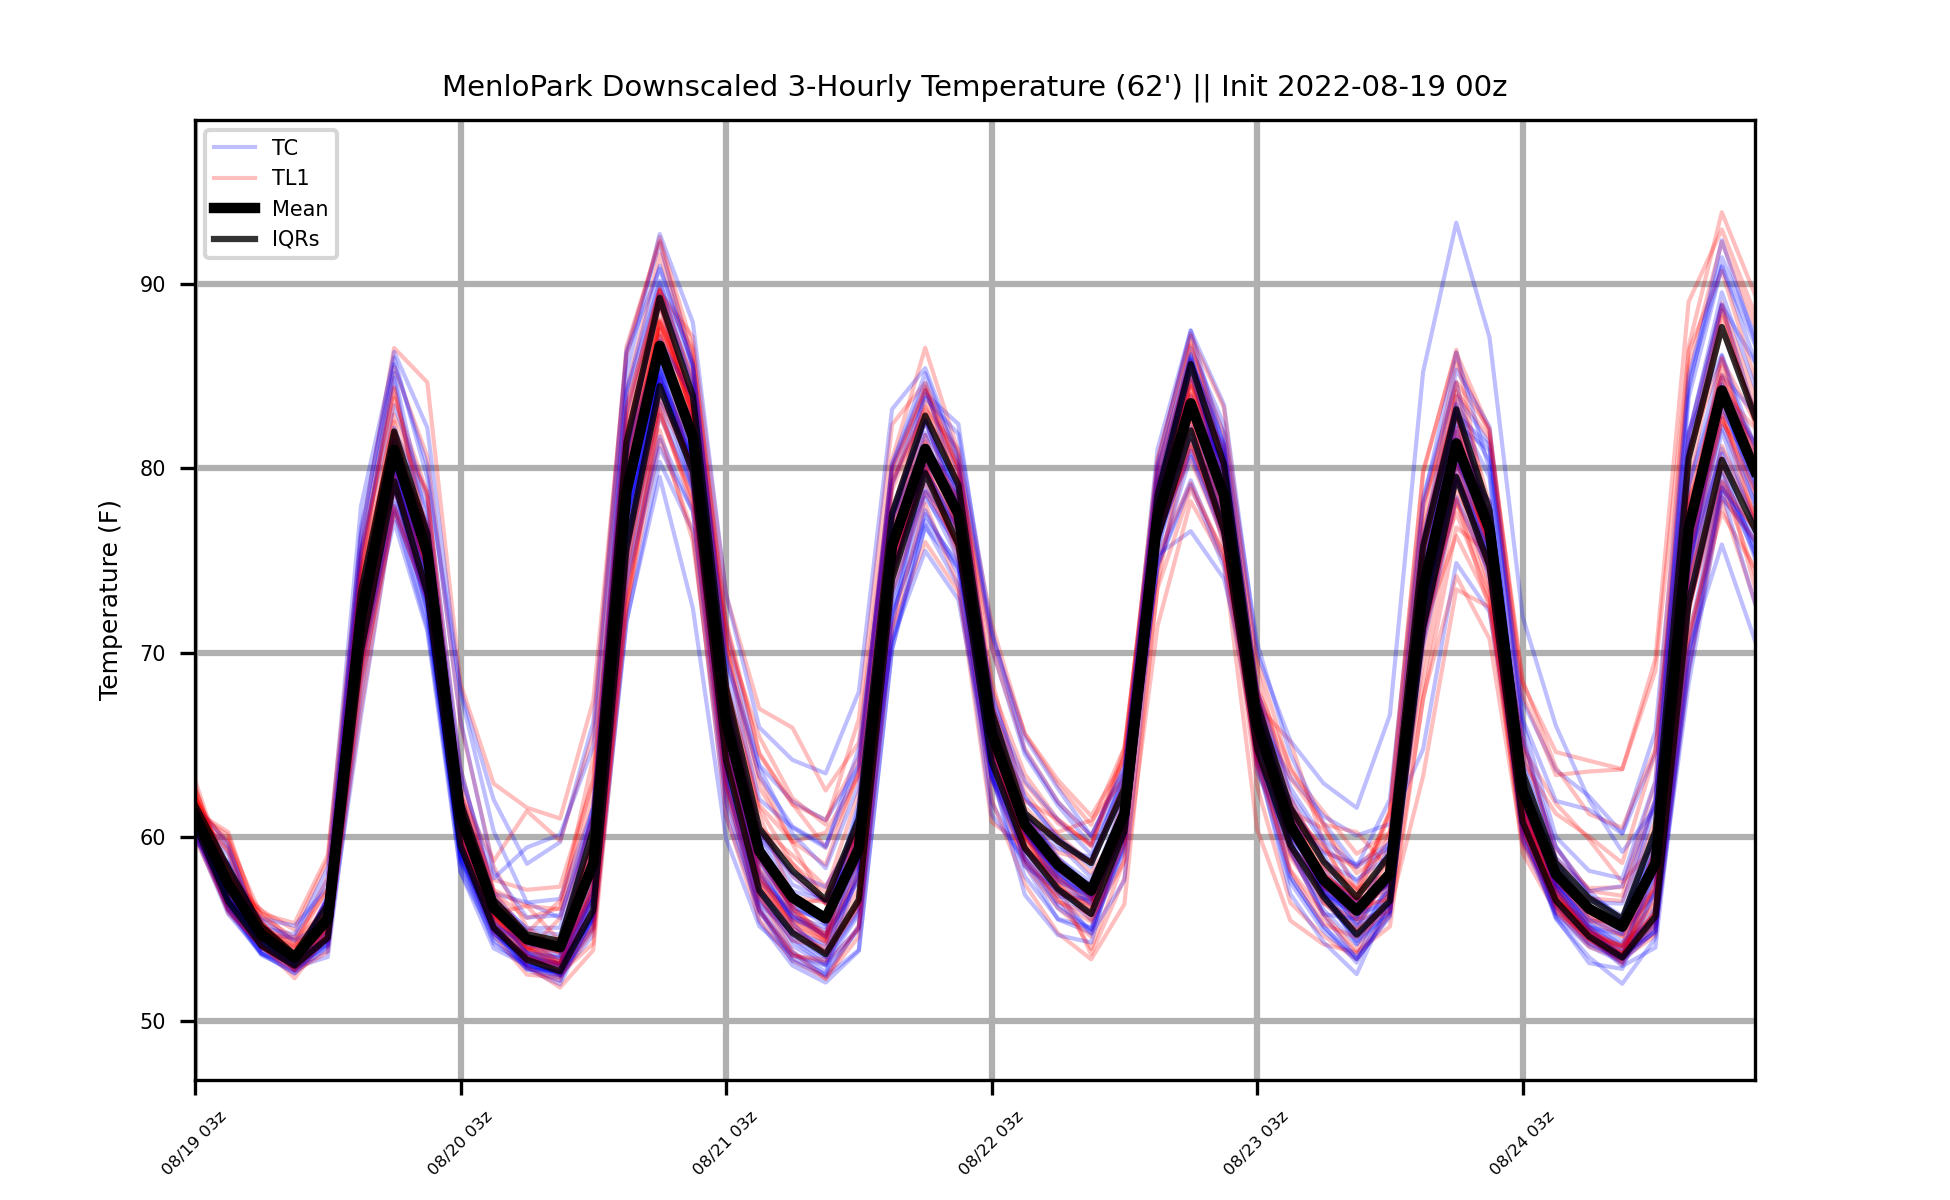 MenloPark Downscaled 3-Hourly Temperature (62') || Init 2022-08-19 00z
TC
TL1
Mean
IQRs
Temperature (F)
90
80
70
60
50
08/19 03z
08/20 03z
08/21 03z
08/22 03z
08/23 03z
08/24 03z